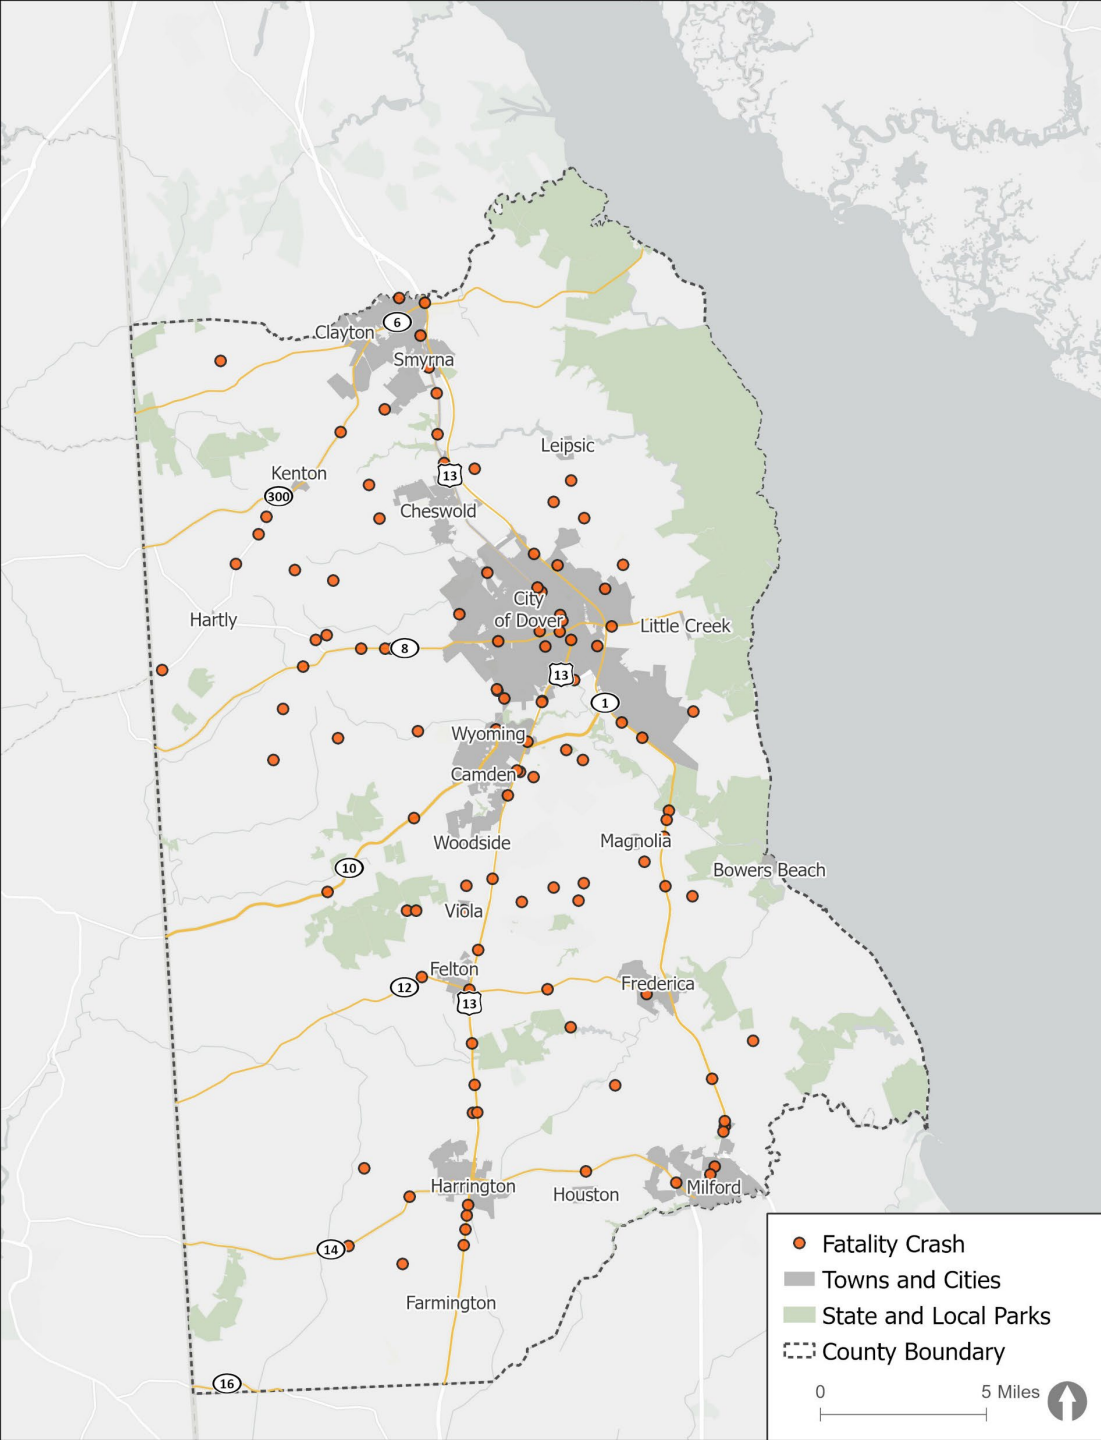 6
Clayton
Smyrna
Leipsic
Kenton
13
300
Cheswold
City
of Dover
Hartly
Little Creek
8
13
1
Wyoming
Camden
Woodside
Magnolia
10
Bowers Beach
Viola
Felton
12
Frederica
13
Harrington
Houston
Milford
14
Farmington
16
Fatality Crash
Towns and Cities
State and Local Parks
County Boundary
0 5 Miles